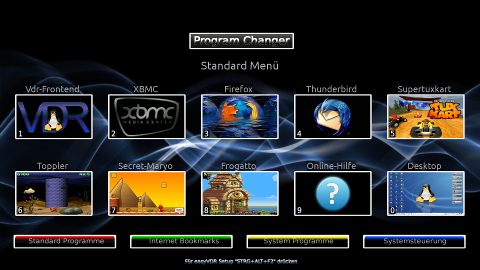 Program Changer
Standard Menü
Vdr-Frontend XBMC Firefox Thunderbird Supertuxkart
VDR xbmc MEDIA CENTER TUX KART
1 2 3 4 5
Toppler Secret-Maryo Frogatto Online-Hilfe Desktop
?
6 7 8 9 0
Standard Programme Internet Bookmarks System Programme Systemsteuerung
Für easyVDR Setup "STRG+ALT+F2" drücken